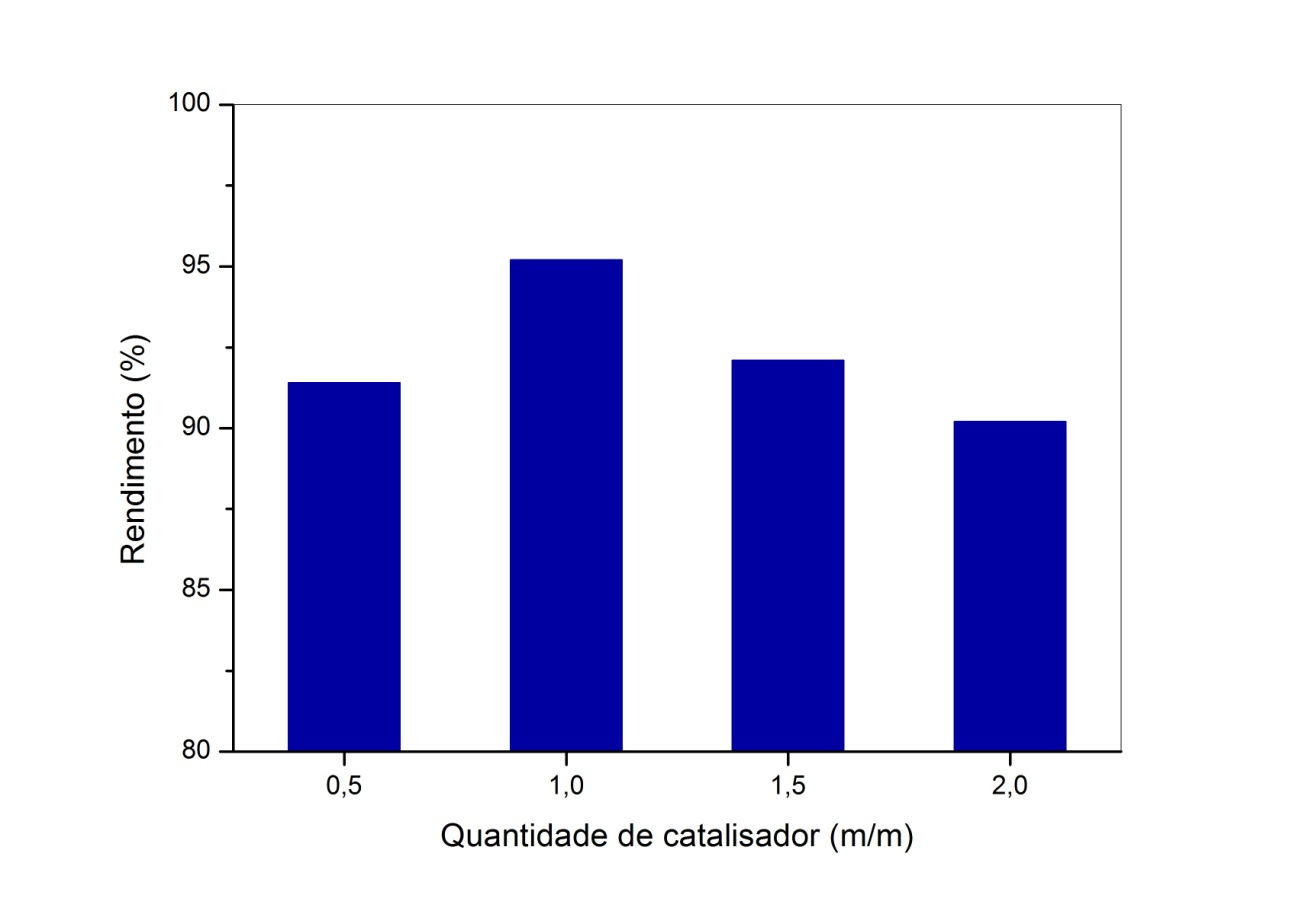 100
95
90
85
80
Rendimento (%)
0,5 1,0 1,5 2,0
Quantidade de catalisador (m/m)